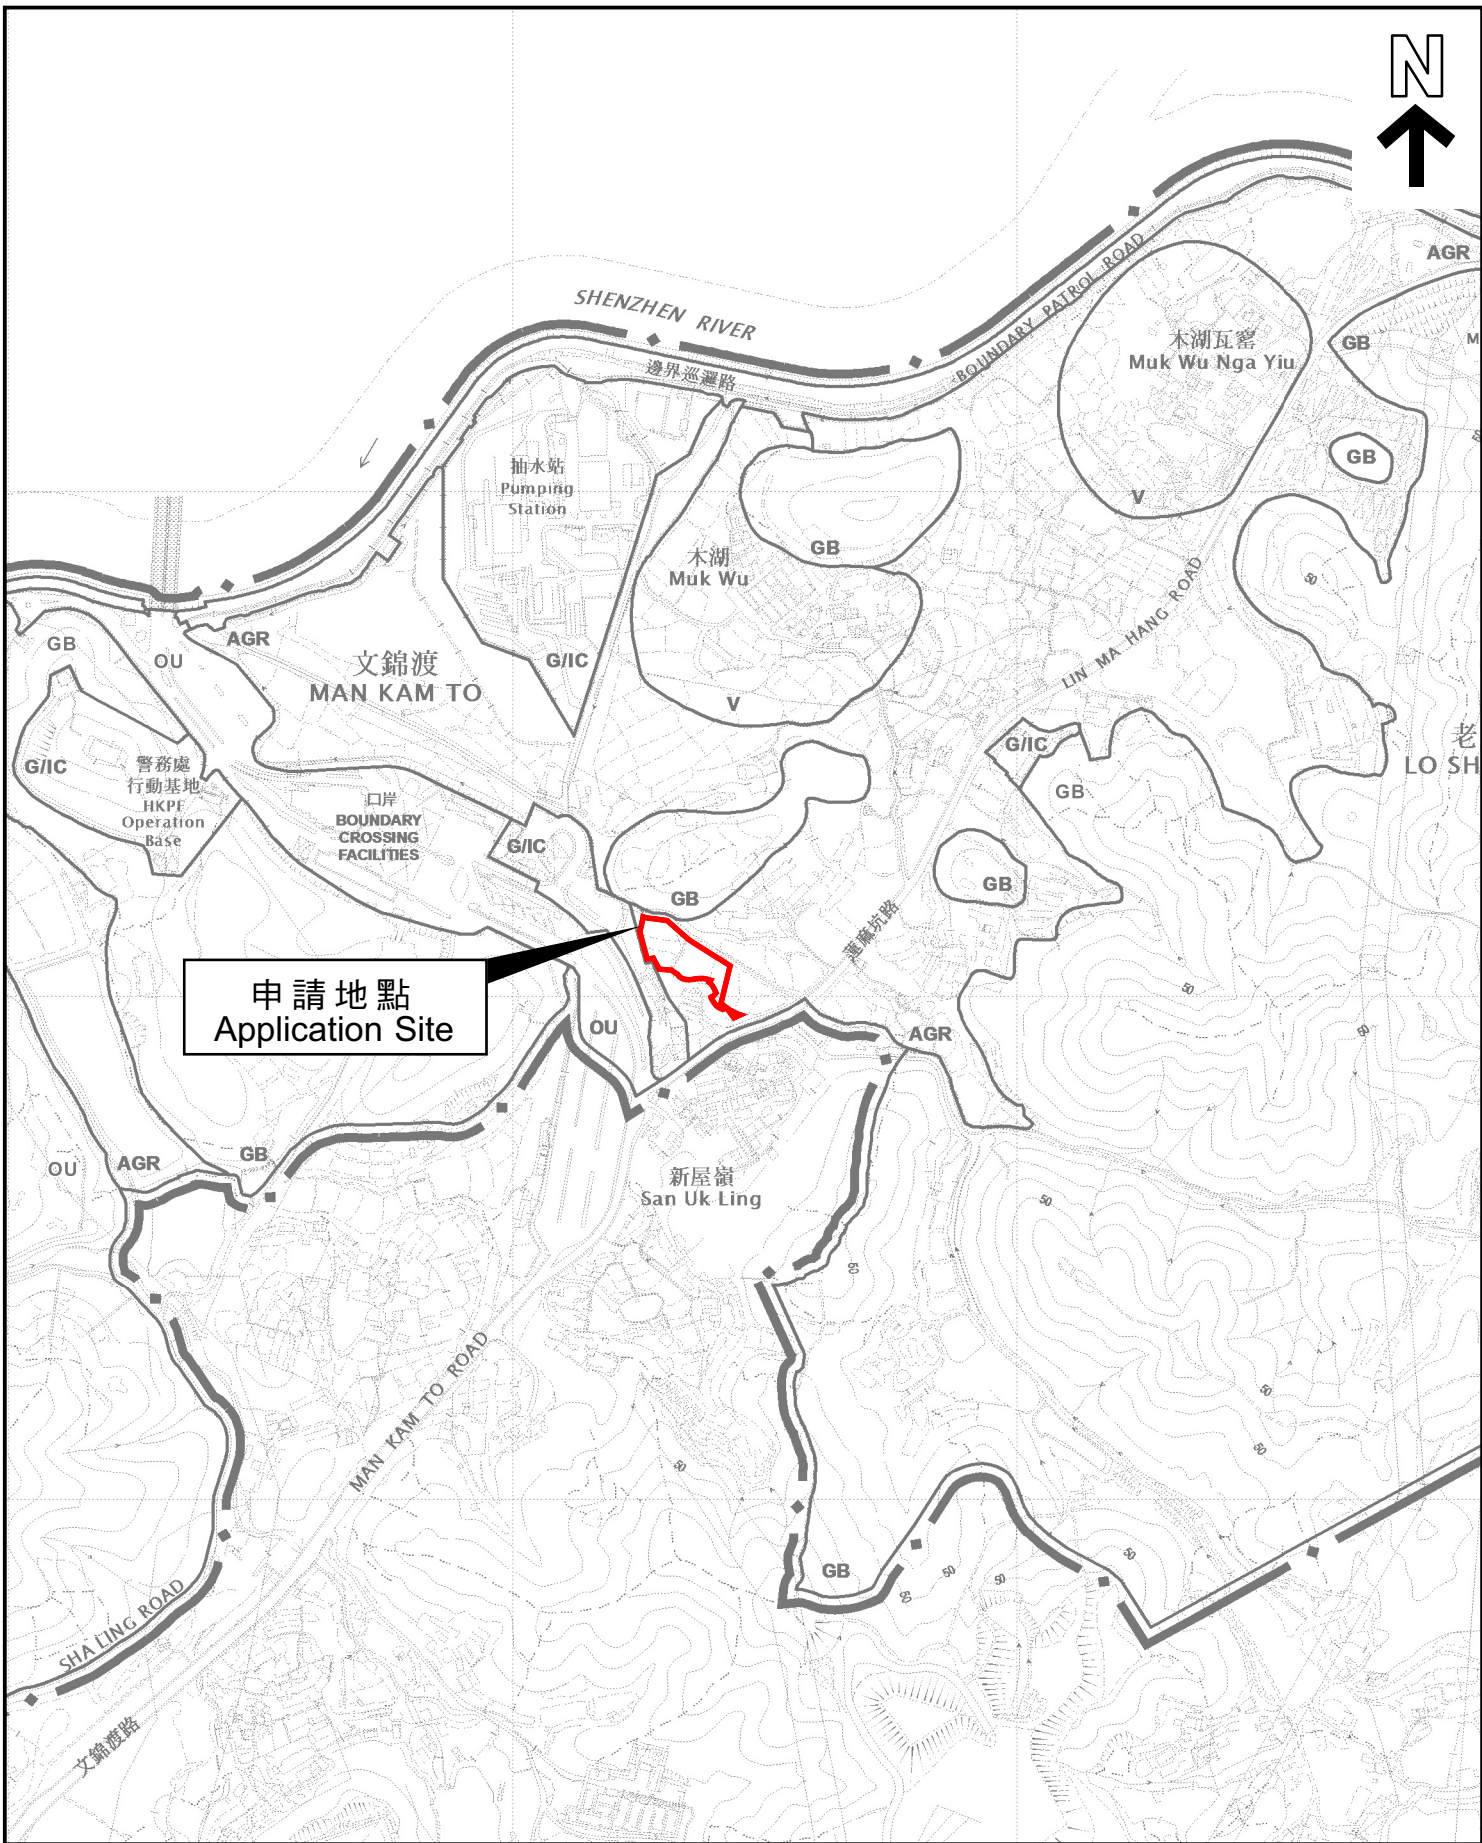 N
AGR
SHENZHEN RIVER
BOUNDARY PATROL ROAD
邊界巡邏路
木湖瓦窰
Muk Wu Nga Yiu
GB
M
GB
V
50
抽水站
Pumping
Station
GB
木湖
Muk Wu
50
LIN MA HANG ROAD
GB
OU
AGR
文錦渡
MAN KAM TO
G/IC
V
G/IC
警務處
行動基地
HKPF
Operation
Base
口岸
BOUNDARY
CROSSING
FACILITIES
G/IC
G/IC
GB
老
LO SH
GB
GB
蓮麻坑路
申請地點
Application Site
50
50
OU
AGR
OU
AGR
GB
新屋嶺
San Uk Ling
50
50
MAN KAM TO ROAD
50
50
50
SHA LING ROAD
文錦渡路
GB
50
50
50
50